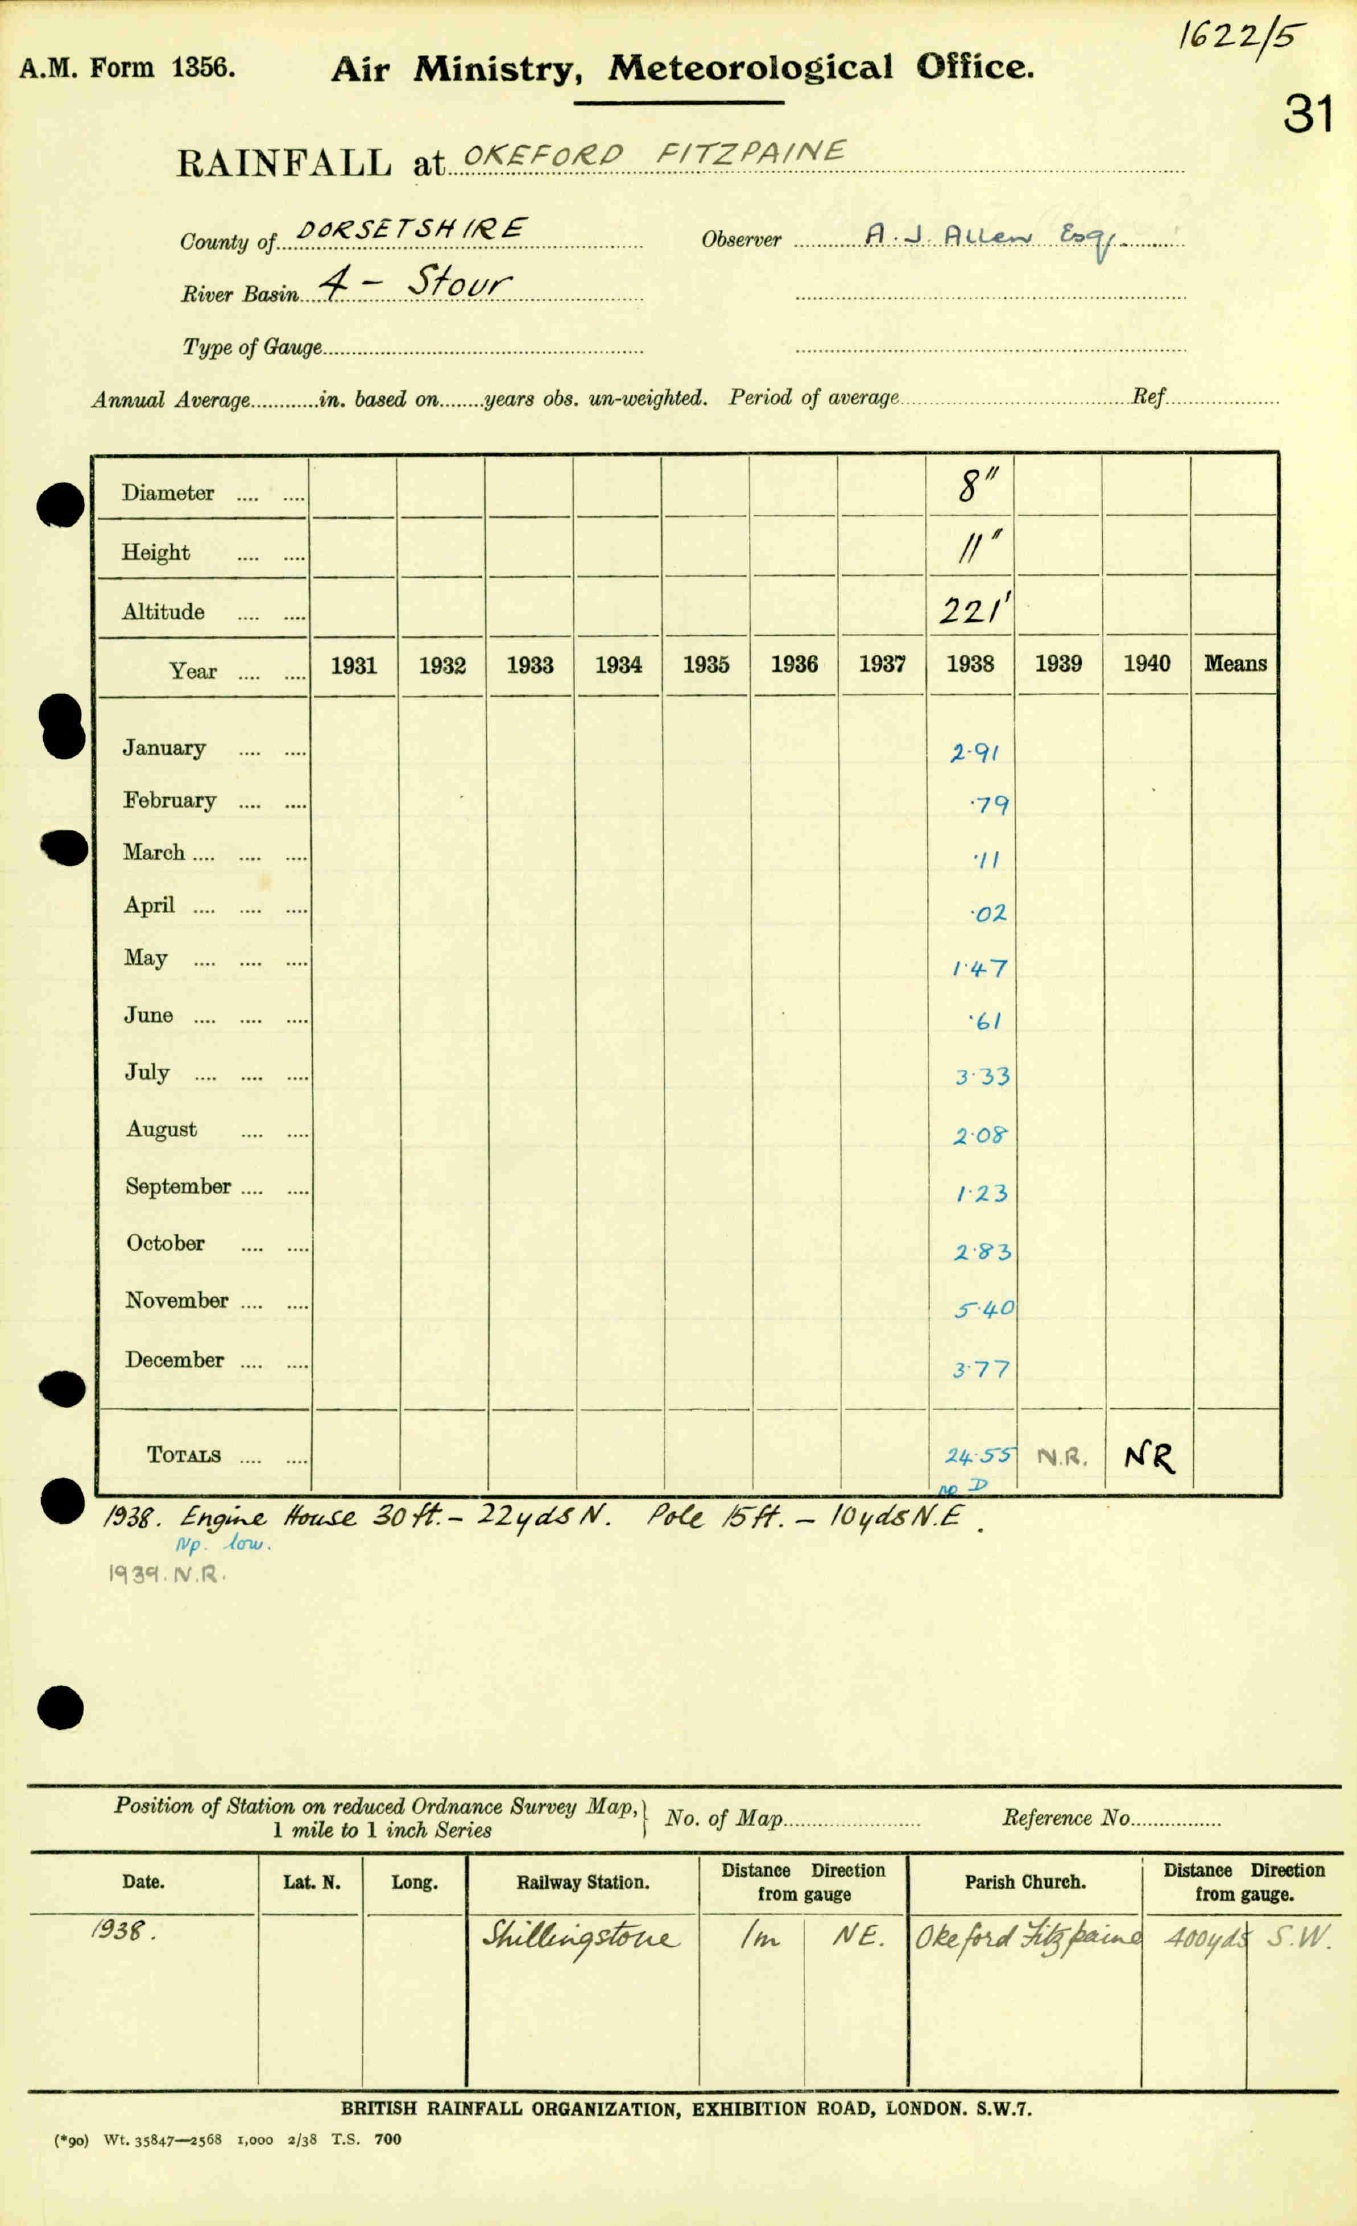 1622/5
A.M. Form 1356. Air Ministry, Meteorological Office.
31
RAINFALL at OKEFORD FITZPAINE
County of DORSETSHIRE Observer A. J. Allen Esq.
River Basin 4 - Stour
Type of Gauge
Annual Average in. based on years obs. un-weighted. Period of average Ref
Diameter 8"
Height 11"
Altitude 221'
Year 1931 1932 1933 1934 1935 1936 1937 1938 1939 1940 Means
January 2·91
February ·79
March ·11
April ·02
May 1·47
June ·61
July 3·33
August 2·08
September 1·23
October 2·83
November 5·40
December 3·77
TOTALS 24·55 N.R. NR
no D
1938. Engine House 30 ft. - 22 yds N. Pole 15 ft. - 10 yds N.E.
Np. low.
1939. N.R.
Position of Station on reduced Ordnance Survey Map, } No. of Map Reference No.
1 mile to 1 inch Series
Date. Lat. N. Long. Railway Station. Distance Direction from gauge Parish Church. Distance Direction from gauge.
1938. Shillingstone 1m NE. Okeford Fitzpaine 400yds S.W.
BRITISH RAINFALL ORGANIZATION, EXHIBITION ROAD, LONDON. S.W.7.
(*90) Wt. 35847—2568 1,000 2/38 T.S. 700